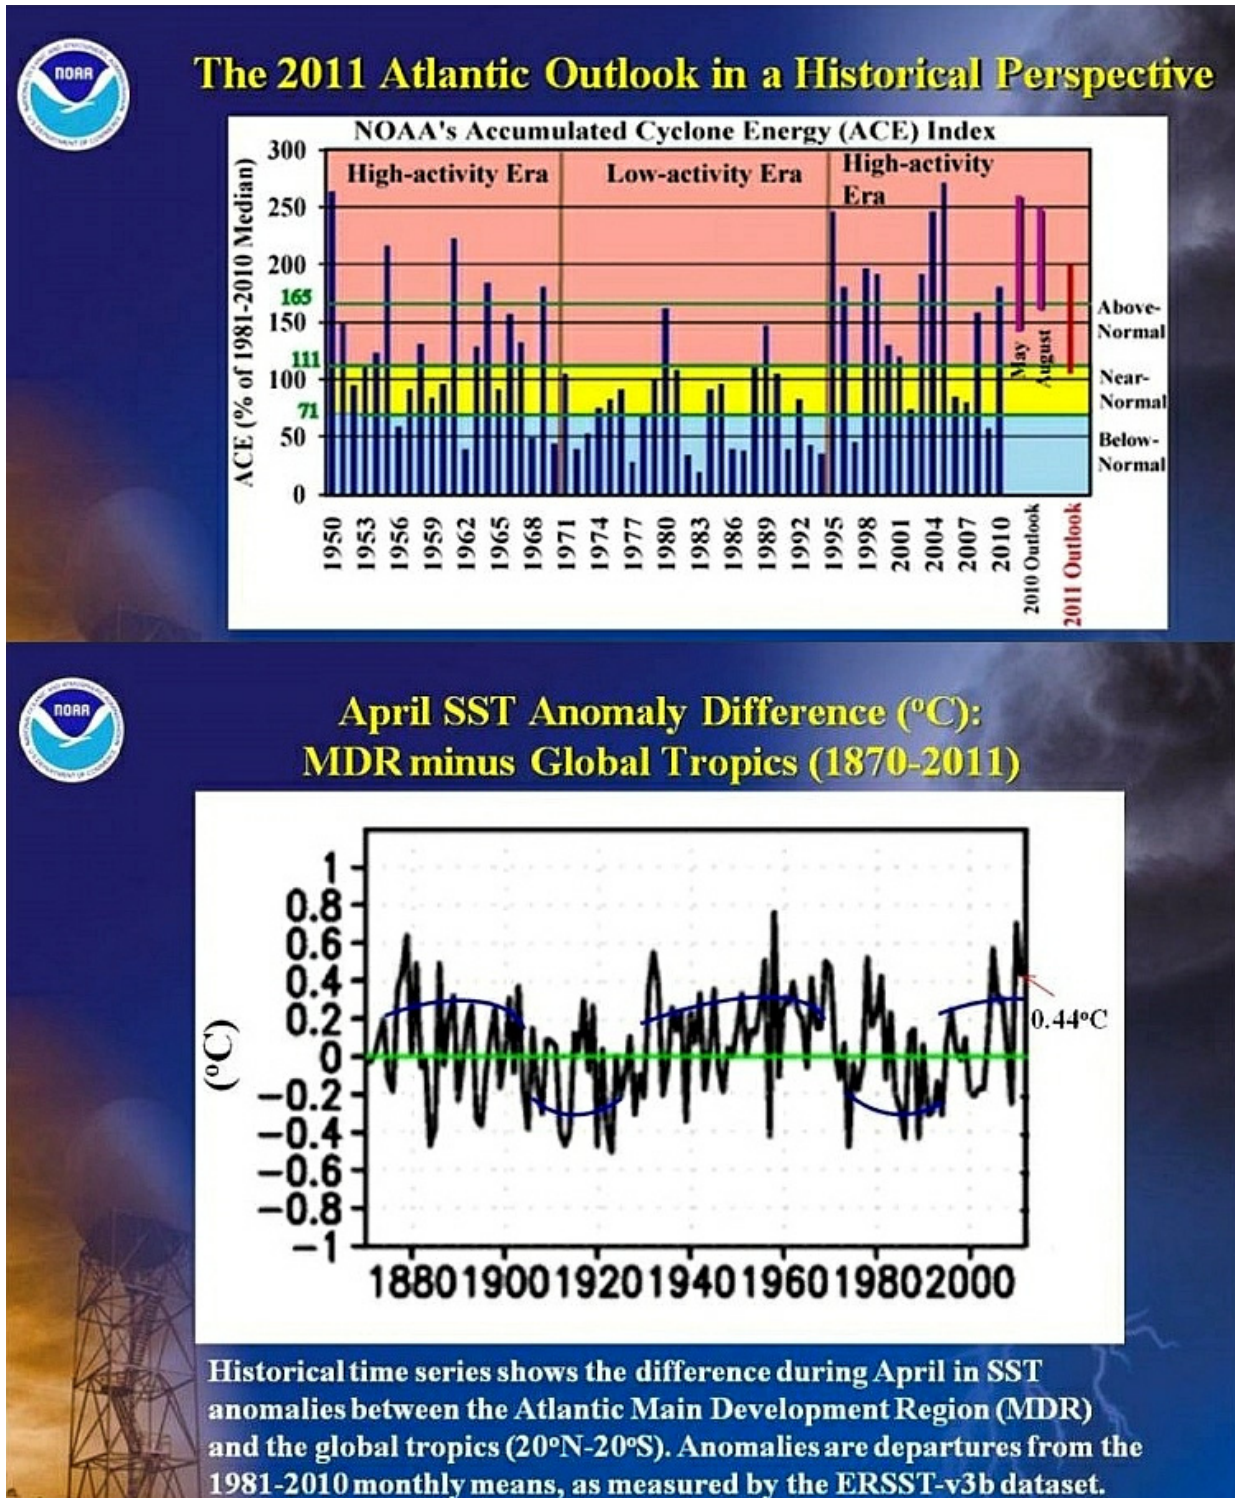 NOAA
The 2011 Atlantic Outlook in a Historical Perspective
NOAA's Accumulated Cyclone Energy (ACE) Index
ACE (% of 1981-2010 Median)
300
250
200
165
150
111
100
71
50
0
High-activity Era
Low-activity Era
High-activity
Era
May
August
Above-
Normal
Near-
Normal
Below-
Normal
1950 1953 1956 1959 1962 1965 1968 1971 1974 1977 1980 1983 1986 1989 1992 1995 1998 2001 2004 2007 2010 2010 Outlook 2011 Outlook
NOAA
April SST Anomaly Difference (ºC):
MDR minus Global Tropics (1870-2011)
(ºC)
1
0.8
0.6
0.4
0.2
0
−0.2
−0.4
−0.6
−0.8
−1
0.44ºC
1880 1900 1920 1940 1960 1980 2000
Historical time series shows the difference during April in SST
anomalies between the Atlantic Main Development Region (MDR)
and the global tropics (20ºN-20ºS). Anomalies are departures from the
1981-2010 monthly means, as measured by the ERSST-v3b dataset.